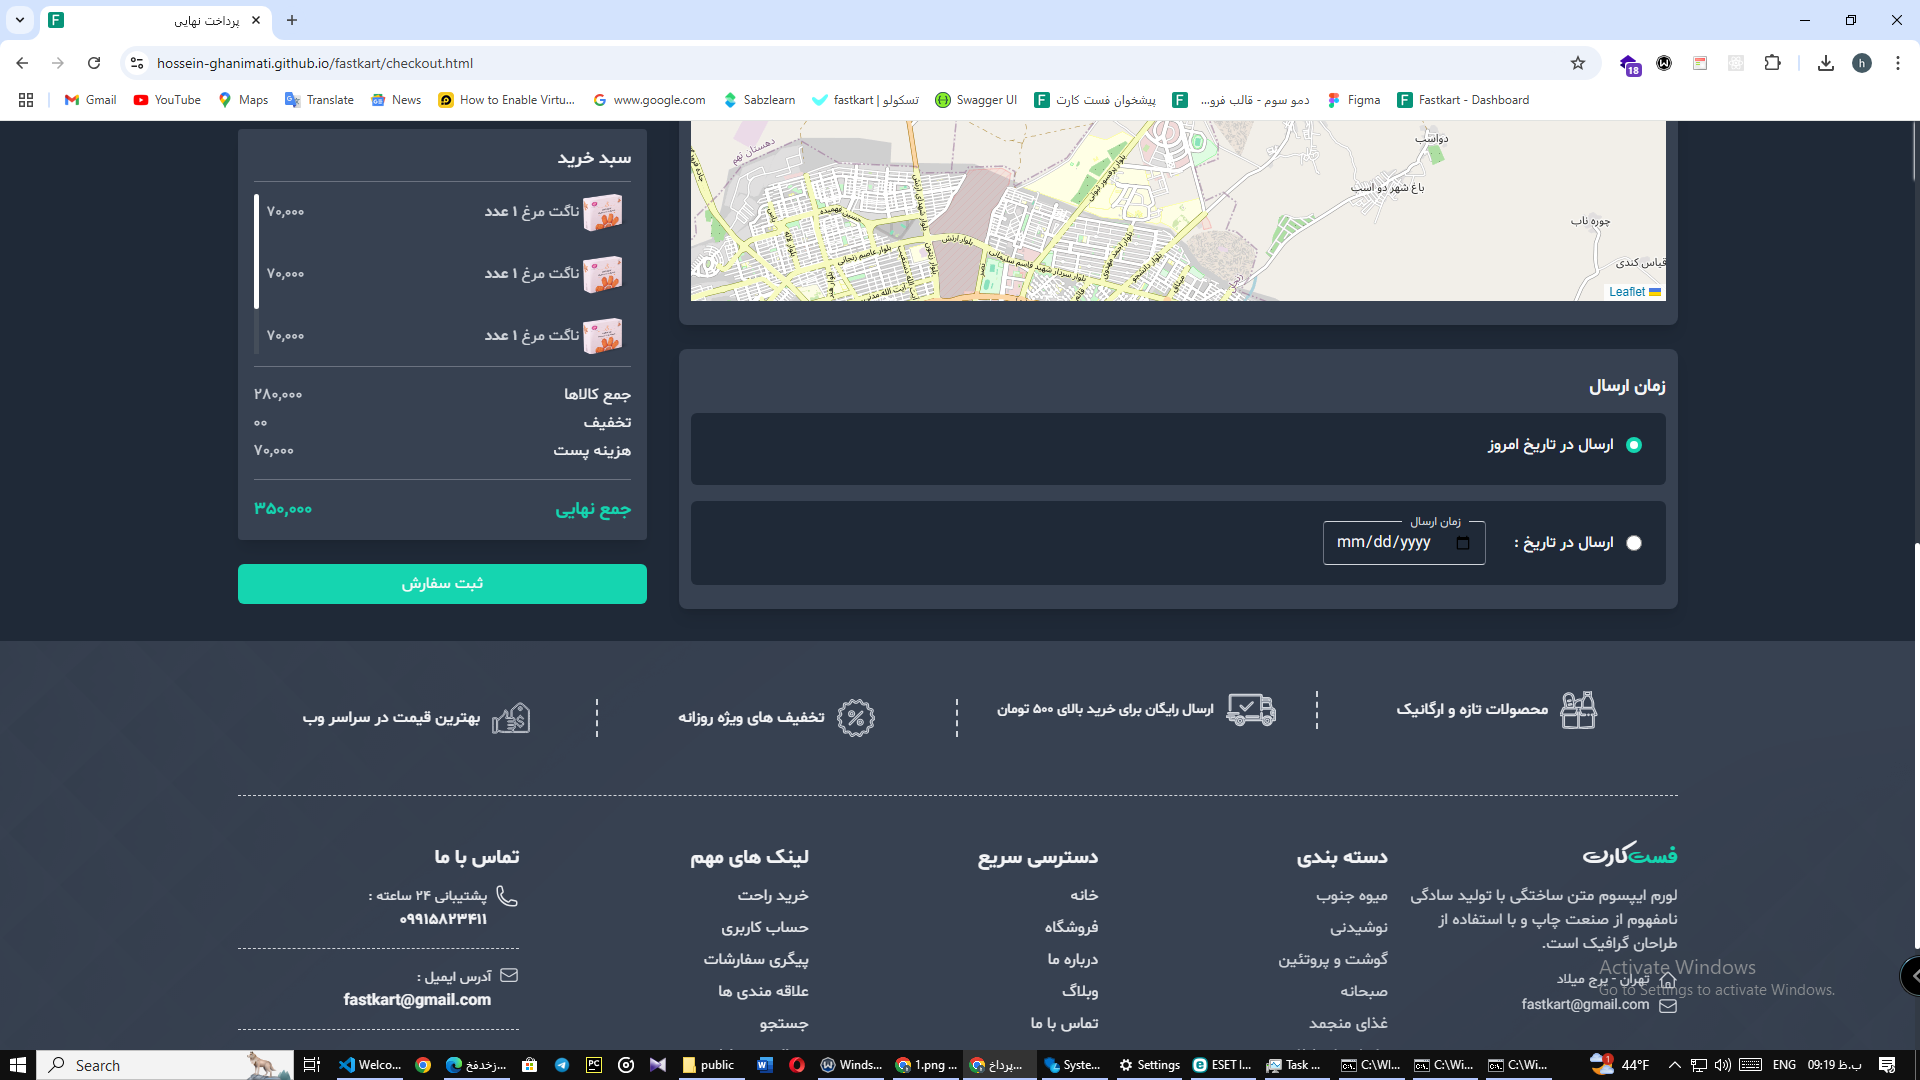 پرداخت نهایی
hossein-ghanimati.github.io/fastkart/checkout.html
18
h
Gmail
YouTube
Maps
Translate
News
How to Enable Virtu...
www.google.com
Sabzlearn
تسکولو | fastkart
Swagger UI
پیشخوان فست کارت
دمو سوم - قالب فرو...
Figma
Fastkart - Dashboard
دواسب
باغ شهر دو اسب
چوره ناب
قیاس کندی
Leaflet
زمان ارسال
ارسال در تاریخ امروز
ارسال در تاریخ :
زمان ارسال
mm/dd/yyyy
سبد خرید
ناگت مرغ ۱ عدد
۷۰,۰۰۰
ناگت مرغ ۱ عدد
۷۰,۰۰۰
ناگت مرغ ۱ عدد
۷۰,۰۰۰
جمع کالاها
۲۸۰,۰۰۰
تخفیف
۰۰
هزینه پست
۷۰,۰۰۰
جمع نهایی
۳۵۰,۰۰۰
ثبت سفارش
محصولات تازه و ارگانیک
ارسال رایگان برای خرید بالای ۵۰۰ تومان
تخفیف های ویژه روزانه
بهترین قیمت در سراسر وب
فست‌کارت
لورم ایپسوم متن ساختگی با تولید سادگی
نامفهوم از صنعت چاپ و با استفاده از
طراحان گرافیک است.
تهران - برج میلاد
fastkart@gmail.com
دسته بندی
میوه جنوب
نوشیدنی
گوشت و پروتئین
صبحانه
غذای منجمد
دسترسی سریع
خانه
فروشگاه
درباره ما
وبلاگ
تماس با ما
لینک های مهم
خرید راحت
حساب کاربری
پیگری سفارشات
علاقه مندی ها
جستجو
تماس با ما
پشتیبانی ۲۴ ساعته :
۰۹۹۱۵۸۲۳۴۱۱
آدرس ایمیل :
fastkart@gmail.com
Activate Windows
Go to Settings to activate Windows.
Search
Welco...
public
Winds...
1.png ...
Syste...
Settings
ESET I...
Task ...
C:\WI...
C:\Wi...
C:\Wi...
44°F
ENG
09:19 ب.ظ